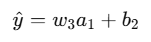 ŷ = w₃a₁ + b₂